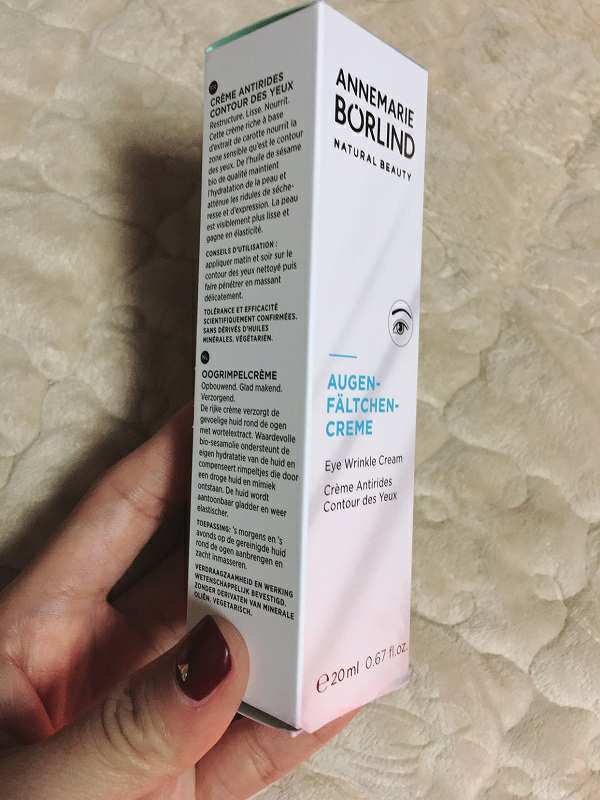 CRÈME ANTIRIDES
CONTOUR DES YEUX
Restructure. Lisse. Nourrit.
Cette crème riche à base
d'extrait de carotte nourrit la
zone sensible qu'est le contour
des yeux. De l'huile de sésame
bio de qualité maintient
l'hydratation de la peau et
atténue les ridules de séche-
resse et d'expression. La peau
est visiblement plus lisse et
gagne en élasticité.
CONSEILS D'UTILISATION :
appliquer matin et soir sur le
contour des yeux nettoyé puis
faire pénétrer en massant
délicatement.
TOLÉRANCE ET EFFICACITÉ
SCIENTIFIQUEMENT CONFIRMÉES.
SANS DÉRIVÉS D'HUILES
MINÉRALES. VÉGÉTARIEN.
NL
OOGRIMPELCRÈME
Opbouwend. Glad makend.
Verzorgend.
De rijke crème verzorgt de
gevoelige huid rond de ogen
met wortelextract. Waardevolle
bio-sesamolie ondersteunt de
eigen hydratatie van de huid en
compenseert rimpeltjes die door
een droge huid en mimiek
ontstaan. De huid wordt
aantoonbaar gladder en weer
elastischer.
TOEPASSING: 's morgens en 's
avonds op de gereinigde huid
rond de ogen aanbrengen en
zacht inmasseren.
VERDRAAGZAAMHEID EN WERKING
WETENSCHAPPELIJK BEVESTIGD.
ZONDER DERIVATEN VAN MINERALE
OLIËN. VEGETARISCH.
ANNEMARIE
BÖRLIND
NATURAL BEAUTY
AUGEN-
FÄLTCHEN-
CREME
Eye Wrinkle Cream
Crème Antirides
Contour des Yeux
℮20ml 0.67 fl.oz.